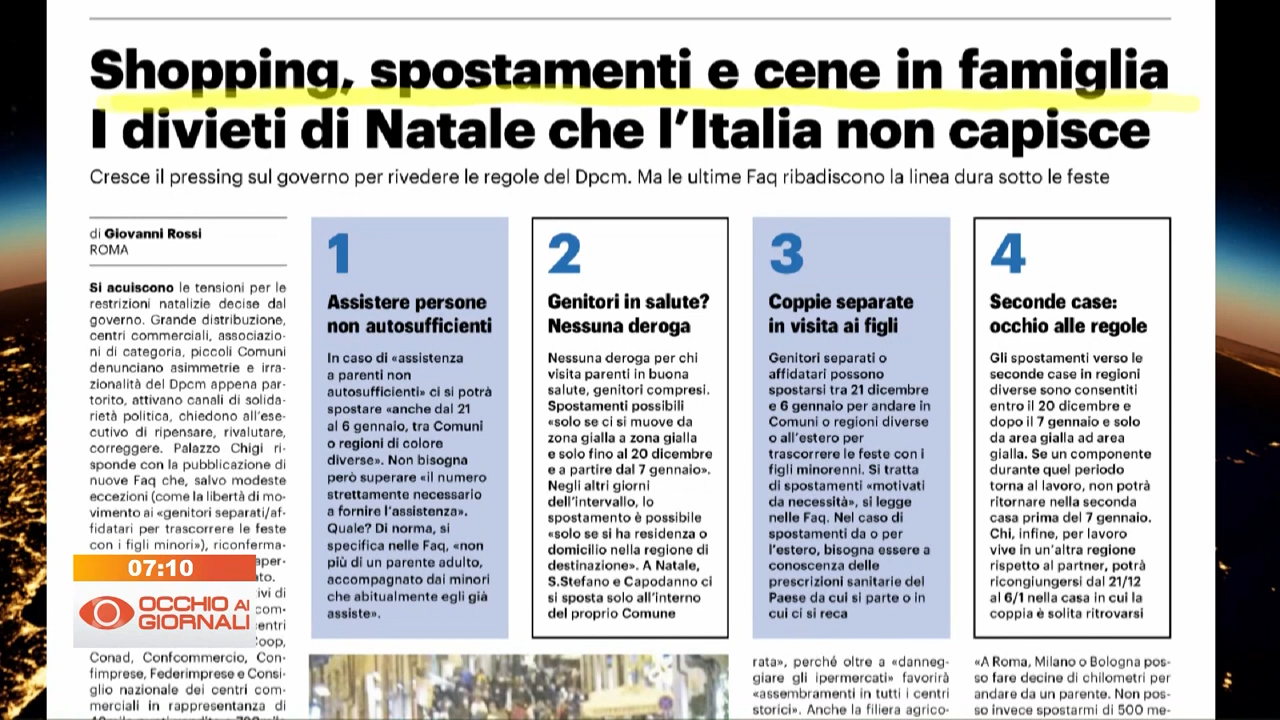 Shopping, spostamenti e cene in famiglia
I divieti di Natale che l'Italia non capisce
Cresce il pressing sul governo per rivedere le regole del Dpcm. Ma le ultime Faq ribadiscono la linea dura sotto le feste
di Giovanni Rossi
ROMA
Si acuiscono le tensioni per le
restrizioni natalizie decise dal
governo. Grande distribuzione,
centri commerciali, associazio-
ni di categoria, piccoli Comuni
denunciano asimmetrie e irra-
zionalità del Dpcm appena par-
torito, attivano canali di solida-
rietà politica, chiedono all'ese-
cutivo di ripensare, rivalutare,
correggere. Palazzo Chigi ri-
sponde con la pubblicazione di
nuove Faq che, salvo modeste
eccezioni (come la libertà di mo-
vimento ai «genitori separati/af-
fidatari per trascorrere le feste
con i figli minori»), riconferma-
aper-
ato.
ivi di
com-
entri
Coop,
Conad, Confcommercio, Con-
fimprese, Federimprese e Consi-
glio nazionale dei centri com-
merciali in rappresentanza di
1
Assistere persone
non autosufficienti
In caso di «assistenza
a parenti non
autosufficienti» ci si potrà
spostare «anche dal 21
al 6 gennaio, tra Comuni
o regioni di colore
diverse». Non bisogna
però superare «il numero
strettamente necessario
a fornire l'assistenza».
Quale? Di norma, si
specifica nelle Faq, «non
più di un parente adulto,
accompagnato dai minori
che abitualmente egli già
assiste».
2
Genitori in salute?
Nessuna deroga
Nessuna deroga per chi
visita parenti in buona
salute, genitori compresi.
Spostamenti possibili
«solo se ci si muove da
zona gialla a zona gialla
e solo fino al 20 dicembre
e a partire dal 7 gennaio».
Negli altri giorni
dell'intervallo, lo
spostamento è possibile
«solo se si ha residenza o
domicilio nella regione di
destinazione». A Natale,
S.Stefano e Capodanno ci
si sposta solo all'interno
del proprio Comune
3
Coppie separate
in visita ai figli
Genitori separati o
affidatari possono
spostarsi tra 21 dicembre
e 6 gennaio per andare in
Comuni o regioni diverse
o all'estero per
trascorrere le feste con i
figli minorenni. Si tratta
di spostamenti «motivati
da necessità», si legge
nelle Faq. Nel caso di
spostamenti da o per
l'estero, bisogna essere a
conoscenza delle
prescrizioni sanitarie del
Paese da cui si parte o in
cui ci si reca
4
Seconde case:
occhio alle regole
Gli spostamenti verso le
seconde case in regioni
diverse sono consentiti
entro il 20 dicembre e
dopo il 7 gennaio e solo
da area gialla ad area
gialla. Se un componente
durante quel periodo
torna al lavoro, non potrà
ritornare nella seconda
casa prima del 7 gennaio.
Chi, infine, per lavoro
vive in un'altra regione
rispetto al partner, potrà
ricongiungersi dal 21/12
al 6/1 nella casa in cui la
coppia è solita ritrovarsi
rata», perché oltre a «danneg-
giare gli ipermercati» favorirà
«assembramenti in tutti i centri
storici». Anche la filiera agrico-
«A Roma, Milano o Bologna pos-
so fare decine di chilometri per
andare da un parente. Non pos-
so invece spostarmi di 500 me-
07:10
OCCHIO AI
GIORNALI